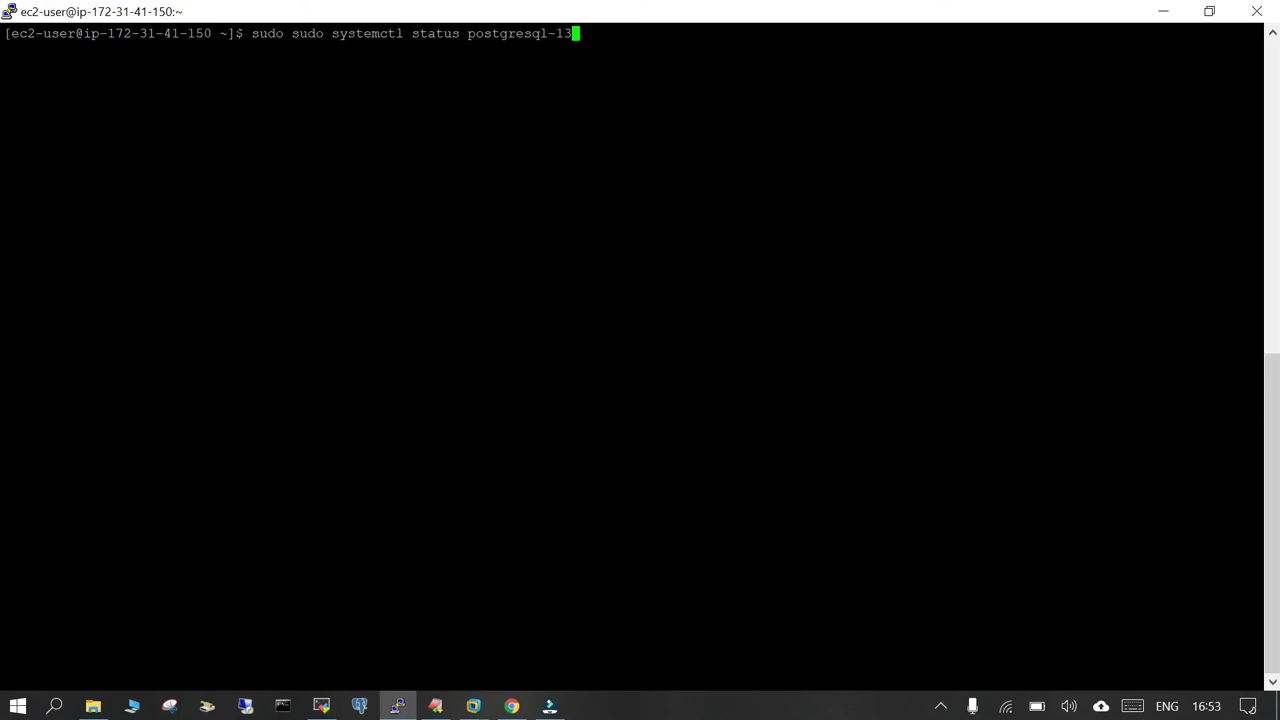 ec2-user@ip-172-31-41-150:~
[ec2-user@ip-172-31-41-150 ~]$ sudo sudo systemctl status postgresql-13
ENG
16:53